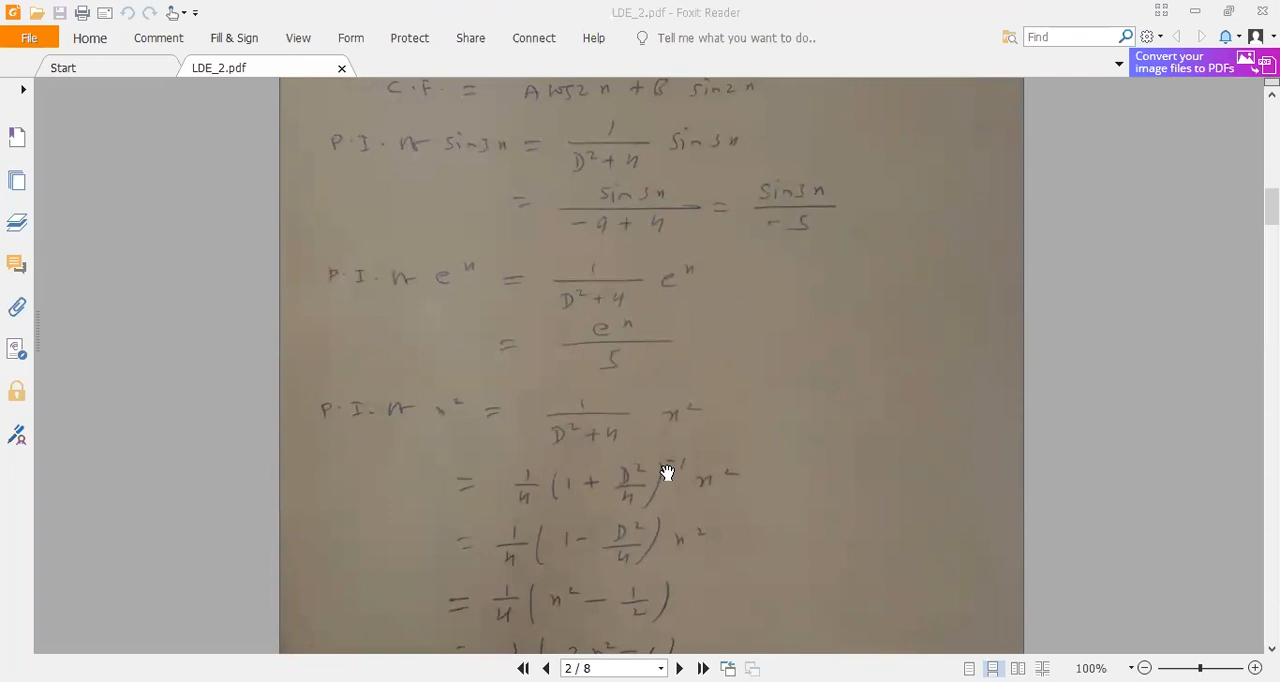 LDE_2.pdf - Foxit Reader
File Home Comment Fill & Sign View Form Protect Share Connect Help Tell me what you want to do.. Find
Start LDE_2.pdf Convert your image files to PDFs
C.F. = A cos2x + B sin2x
P.I. for sin3x = 1/(D²+4) sin3x
= sin3x/(-9+4) = sin3x/-5
P.I. for e^x = 1/(D²+4) e^x
= e^x/5
P.I. for x² = 1/(D²+4) x²
= 1/4 (1 + D²/4)^-1 x²
= 1/4 (1 - D²/4) x²
= 1/4 (x² - 1/2)
2 / 8 100%